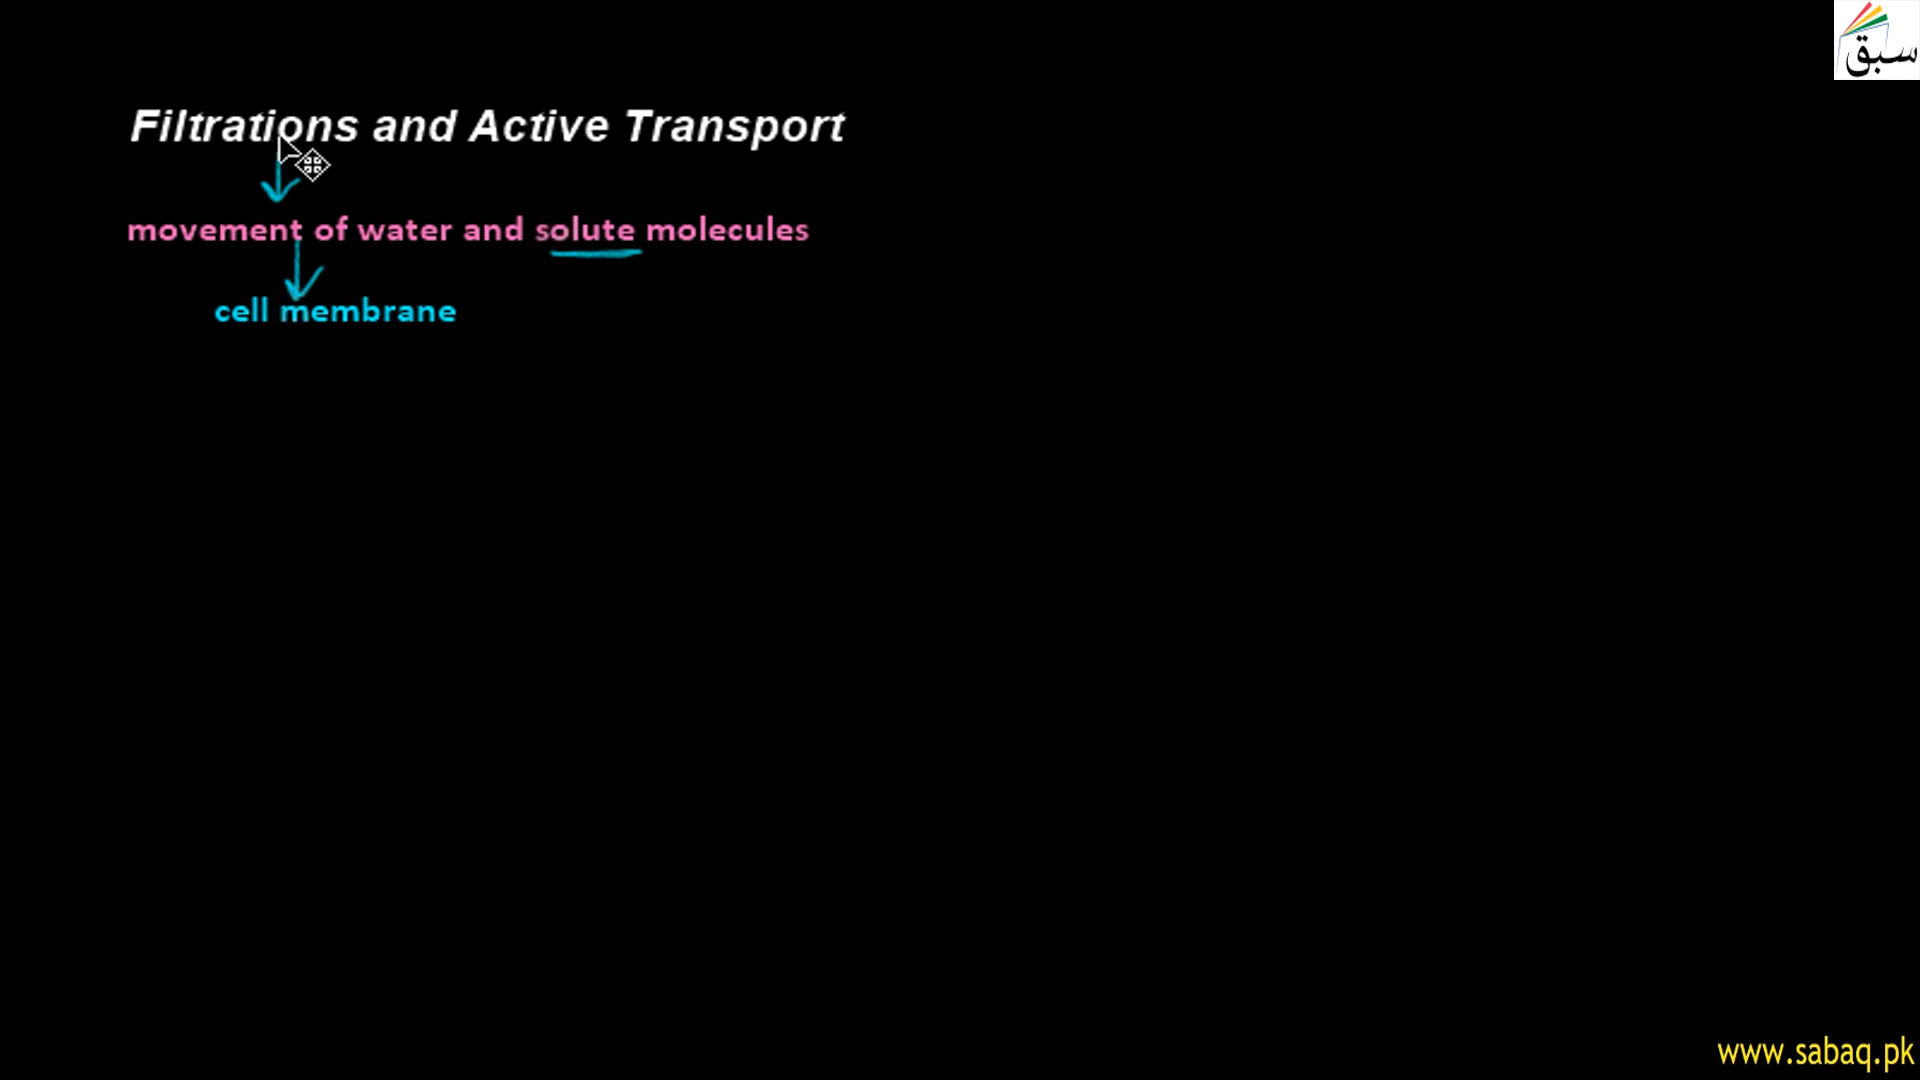 سبق
Filtrations and Active Transport
movement of water and solute molecules
cell membrane
www.sabaq.pk